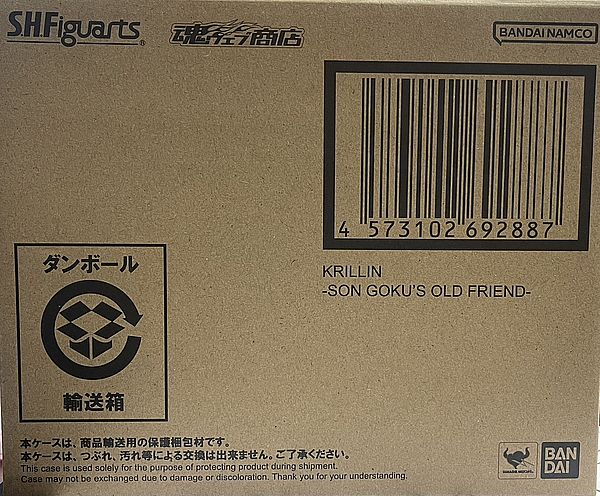 S.H.Figuarts®
魂ウェブ商店
BANDAI NAMCO
4 573102 692887
KRILLIN
-SON GOKU'S OLD FRIEND-
ダンボール
輸送箱
本ケースは、商品輸送用の保護梱包材です。
本ケースは、つぶれ、汚れ等による交換は出来ません。ご了承ください。
This case is used solely for the purpose of protecting product during shipment.
Case may not be exchanged due to damage or discoloration. Thank you for your understanding.
BAN
DAI